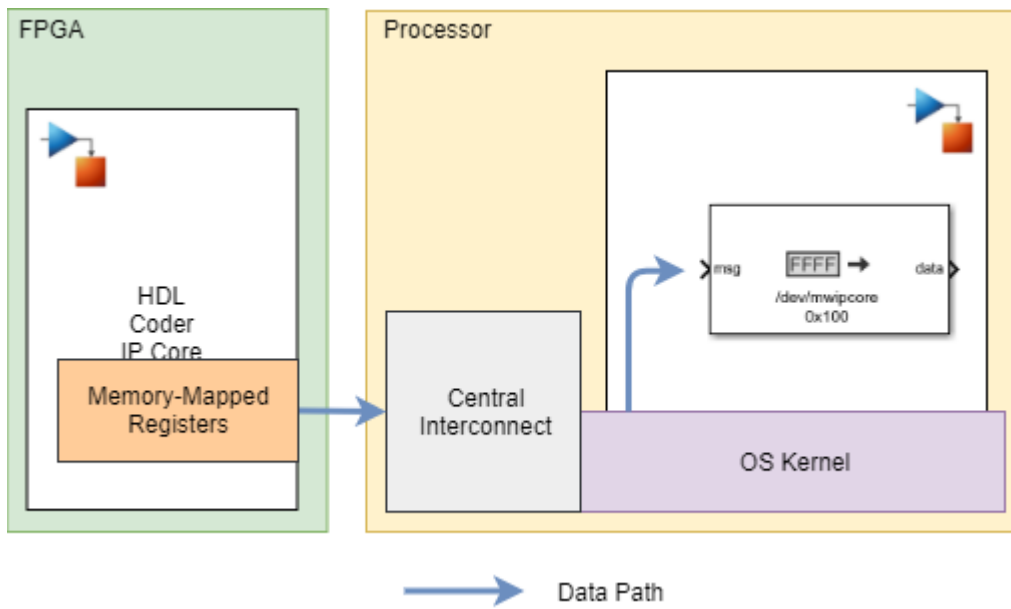 FPGA
Processor
HDL
Coder
IP Core
Memory-Mapped
Registers
Central
Interconnect
msg
FFFF
data
/dev/mwipcore
0x100
OS Kernel
Data Path